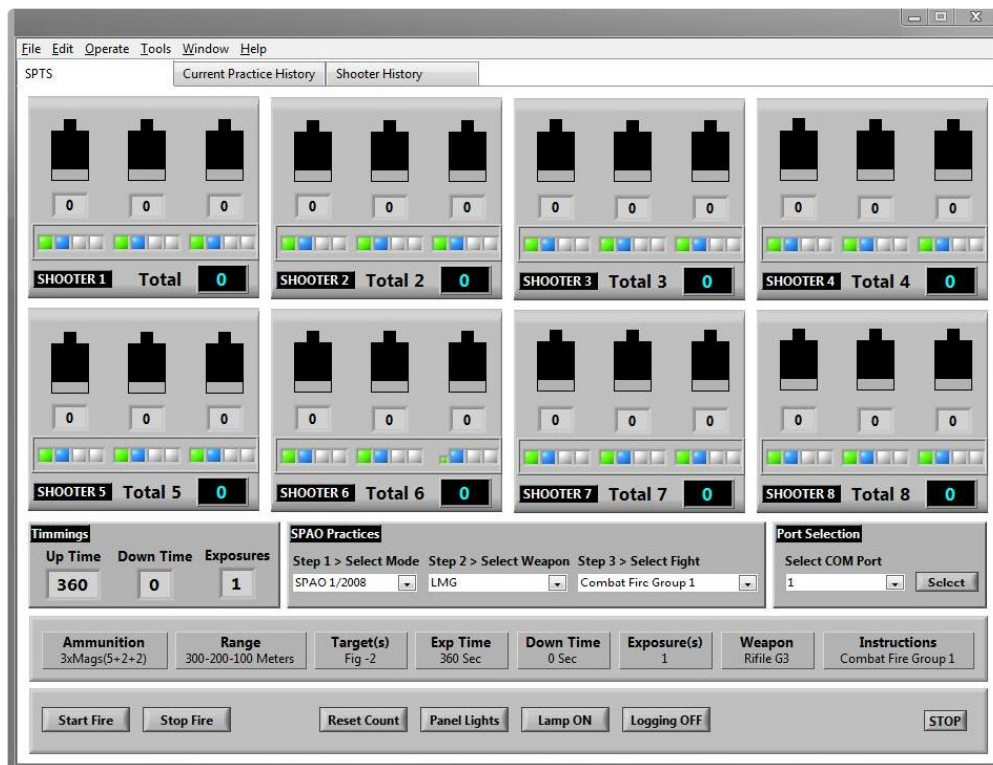 File Edit Operate Tools Window Help
SPTS Current Practice History Shooter History
0 0 0 0 0 0 0 0 0 0 0 0
SHOOTER 1 Total 0 SHOOTER 2 Total 2 0 SHOOTER 3 Total 3 0 SHOOTER 4 Total 4 0
0 0 0 0 0 0 0 0 0 0 0 0
SHOOTER 5 Total 5 0 SHOOTER 6 Total 6 0 SHOOTER 7 Total 7 0 SHOOTER 8 Total 8 0
Timmings SPAO Practices Port Selection
Up Time Down Time Exposures Step 1 > Select Mode Step 2 > Select Weapon Step 3 > Select Fight Select COM Port
360 0 1 SPAO 1/2008 LMG Combat Fire Group 1 1 Select
Ammunition Range Target(s) Exp Time Down Time Exposure(s) Weapon Instructions
3xMags(5+2+2) 300-200-100 Meters Fig -2 360 Sec 0 Sec 1 Rifile G3 Combat Fire Group 1
Start Fire Stop Fire Reset Count Panel Lights Lamp ON Logging OFF STOP